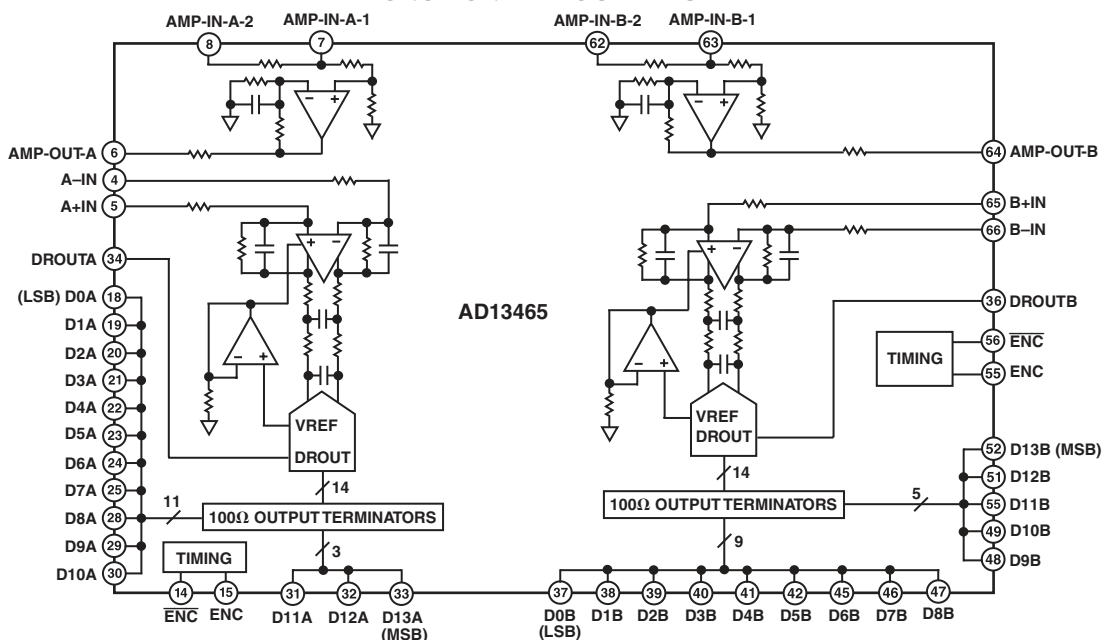 AMP-IN-A-2
AMP-IN-A-1
AMP-IN-B-2
AMP-IN-B-1
8
7
62
63
– +
– +
AMP-OUT-A 6
64 AMP-OUT-B
A–IN 4
A+IN 5
65 B+IN
66 B–IN
+ –
+ –
DROUTA 34
36 DROUTB
AD13465
(LSB) D0A 18
D1A 19
D2A 20
D3A 21
D4A 22
D5A 23
D6A 24
D7A 25
D8A 28
D9A 29
D10A 30
– +
– +
TIMING
56 ENC
55 ENC
VREF
DROUT
VREF
DROUT
14
14
52 D13B (MSB)
51 D12B
55 D11B
49 D10B
48 D9B
11
100Ω OUTPUT TERMINATORS
100Ω OUTPUT TERMINATORS
5
3
9
TIMING
14
15
31
32
33
37
38
39
40
41
42
45
46
47
ENC
ENC
D11A
D12A
D13A
(MSB)
D0B
(LSB)
D1B
D2B
D3B
D4B
D5B
D6B
D7B
D8B